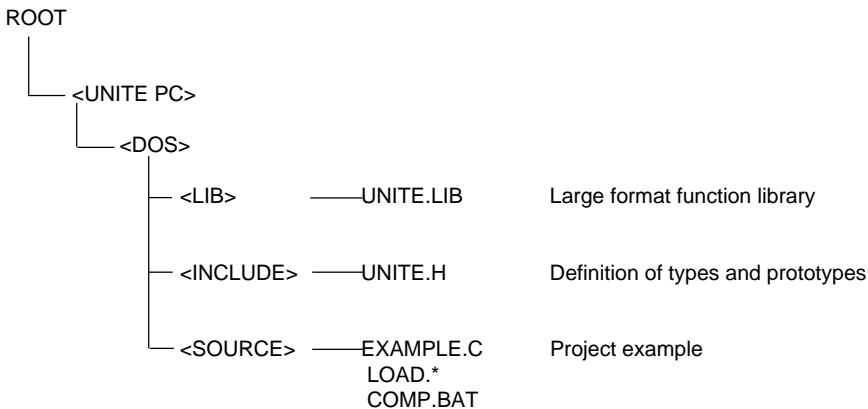 ROOT
<UNITE PC>
<DOS>
<LIB> UNITE.LIB Large format function library
<INCLUDE> UNITE.H Definition of types and prototypes
<SOURCE> EXAMPLE.C Project example
LOAD.*
COMP.BAT